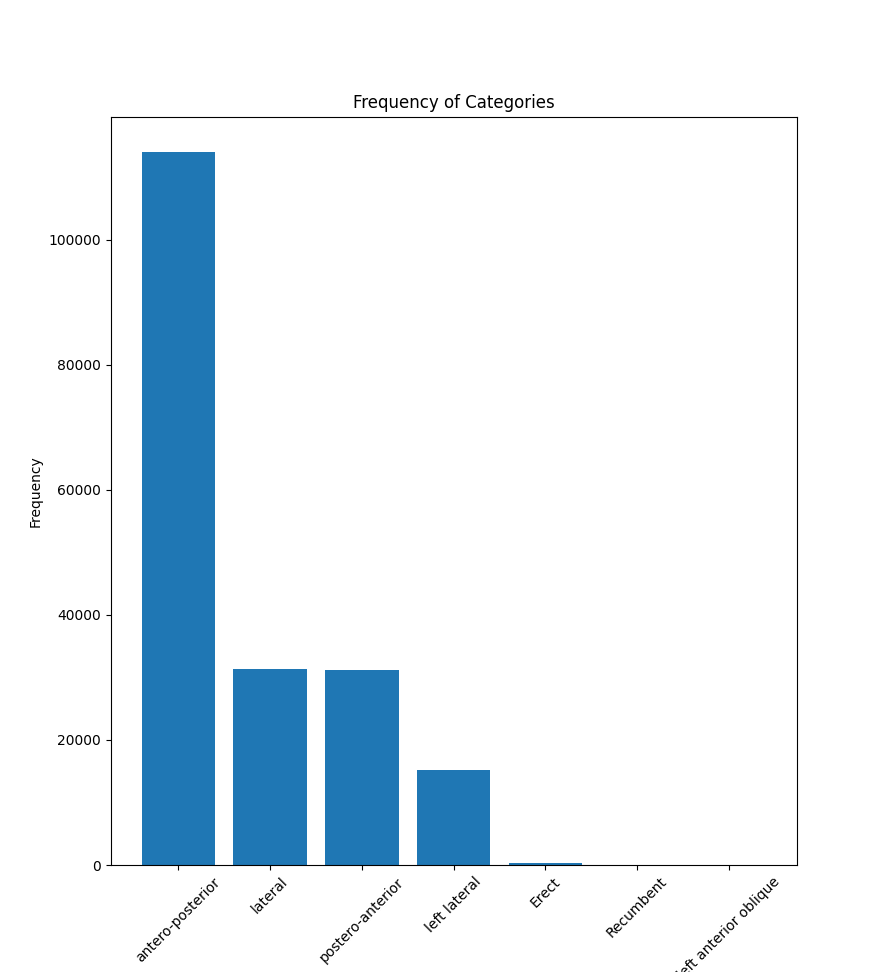 Frequency of Categories
Frequency
100000
80000
60000
40000
20000
0
antero-posterior
lateral
postero-anterior
left lateral
Erect
Recumbent
left anterior oblique